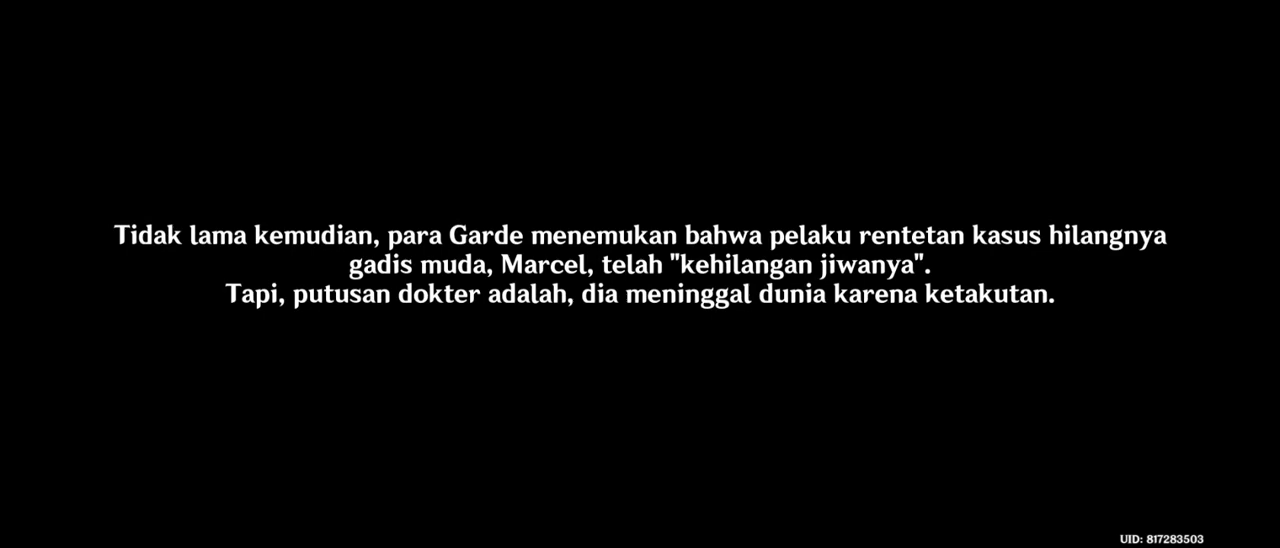 Tidak lama kemudian, para Garde menemukan bahwa pelaku rentetan kasus hilangnya
gadis muda, Marcel, telah "kehilangan jiwanya".
Tapi, putusan dokter adalah, dia meninggal dunia karena ketakutan.
UID: 817283503